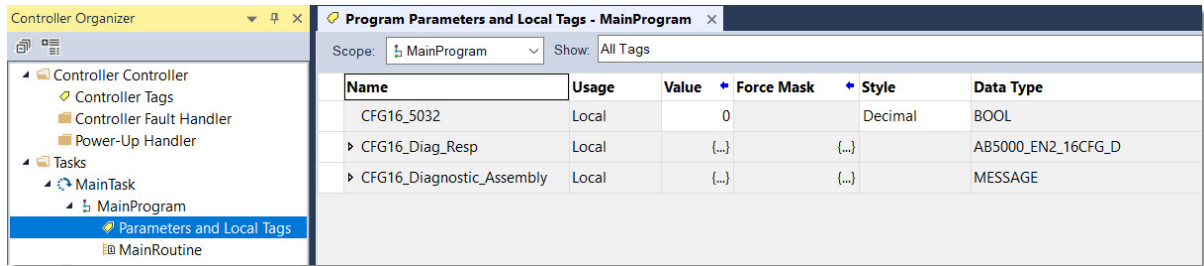 Controller Organizer
Controller Controller
Controller Tags
Controller Fault Handler
Power-Up Handler
Tasks
MainTask
MainProgram
Parameters and Local Tags
MainRoutine
Program Parameters and Local Tags - MainProgram
Scope: MainProgram Show: All Tags
Name Usage Value Force Mask Style Data Type
CFG16_5032 Local 0 Decimal BOOL
CFG16_Diag_Resp Local {...} {...} AB5000_EN2_16CFG_D
CFG16_Diagnostic_Assembly Local {...} {...} MESSAGE